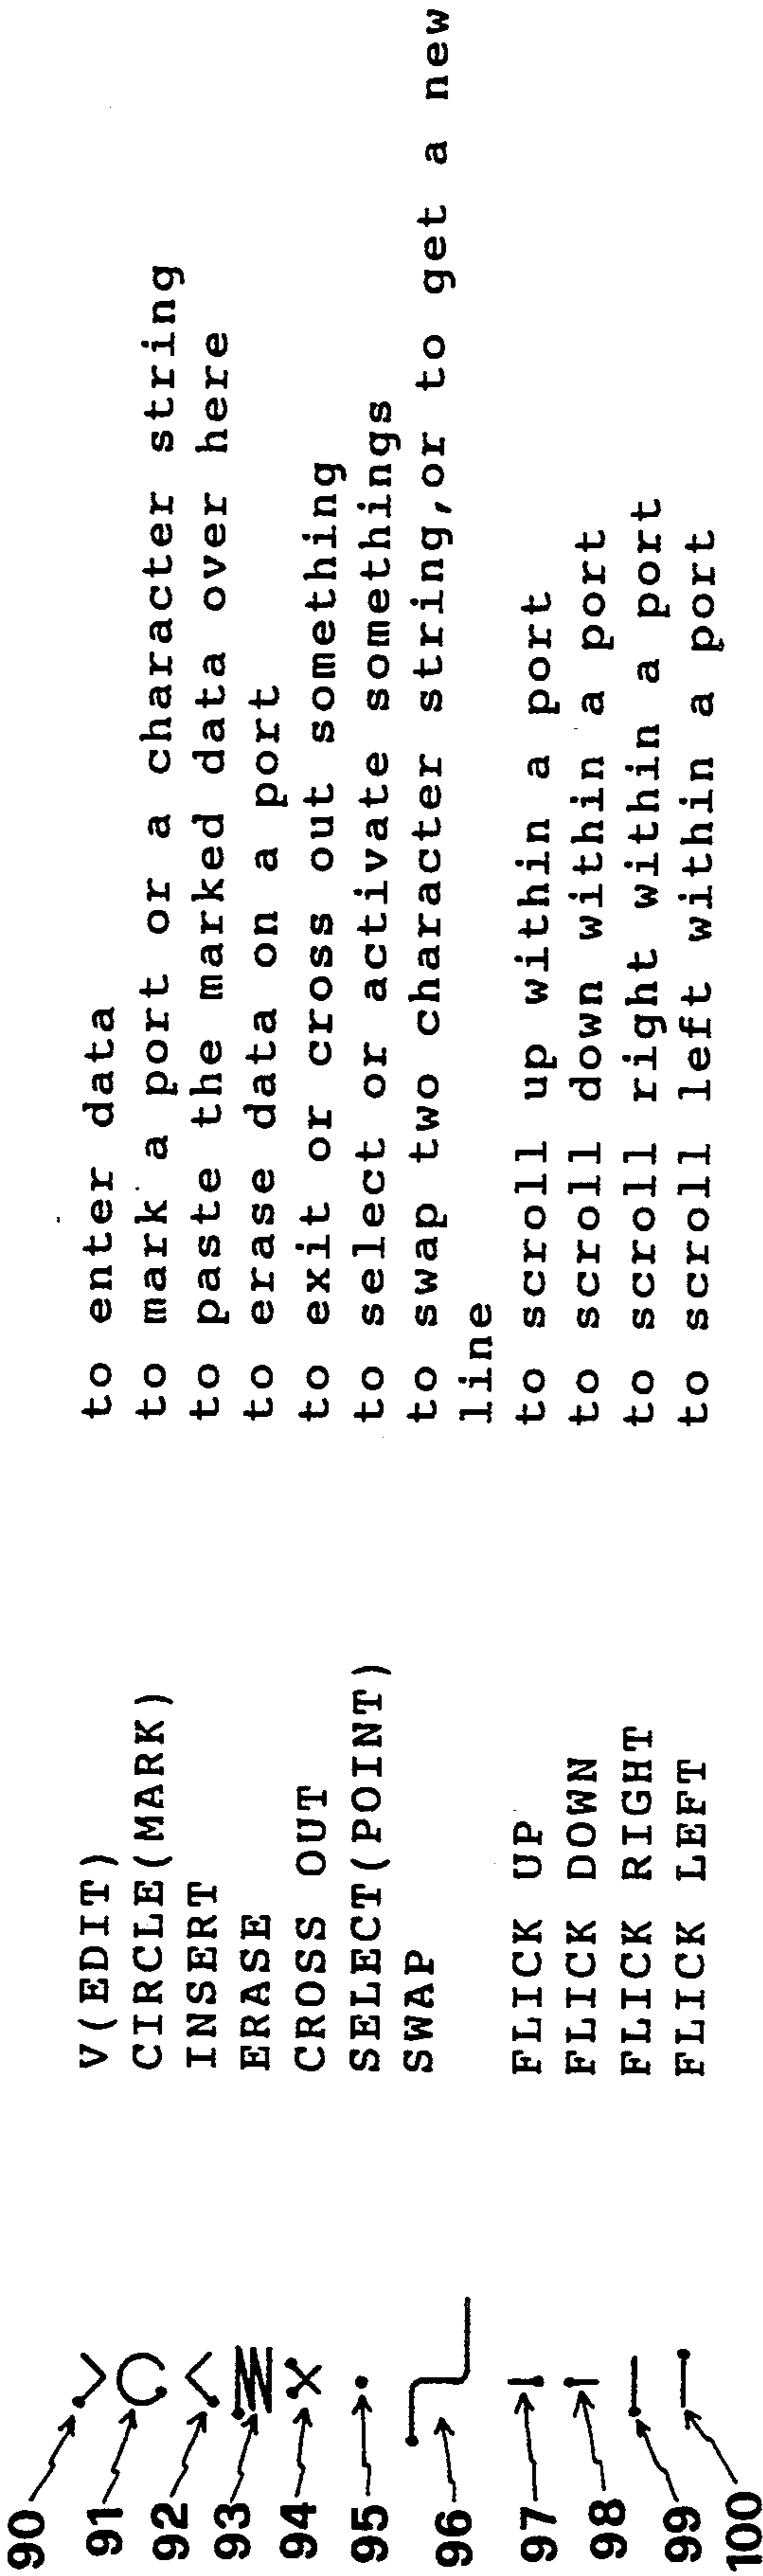 90 V(EDIT) to enter data
91 CIRCLE(MARK) to mark a port or a character string
92 INSERT to paste the marked data over here
93 ERASE to erase data on a port
94 CROSS OUT to exit or cross out something
95 SELECT(POINT) to select or activate somethings
96 SWAP to swap two character string,or to get a new
line
97 FLICK UP to scroll up within a port
98 FLICK DOWN to scroll down within a port
99 FLICK RIGHT to scroll right within a port
100 FLICK LEFT to scroll left within a port